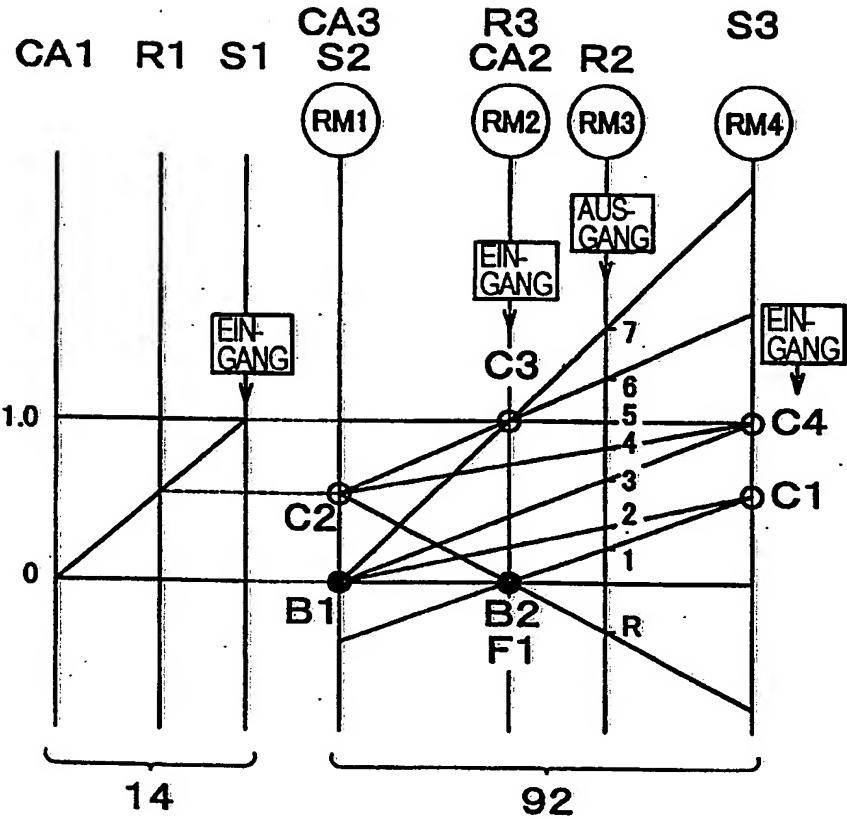 CA3 R3 S3
CA1 R1 S1 S2 CA2 R2
RM1 RM2 RM3 RM4
AUS-
GANG
EIN-
GANG
EIN-
GANG
EIN-
GANG
7
C3
6
1.0
5
C4
4
3
C2
2
C1
1
0
B1
B2
R
F1
14
92